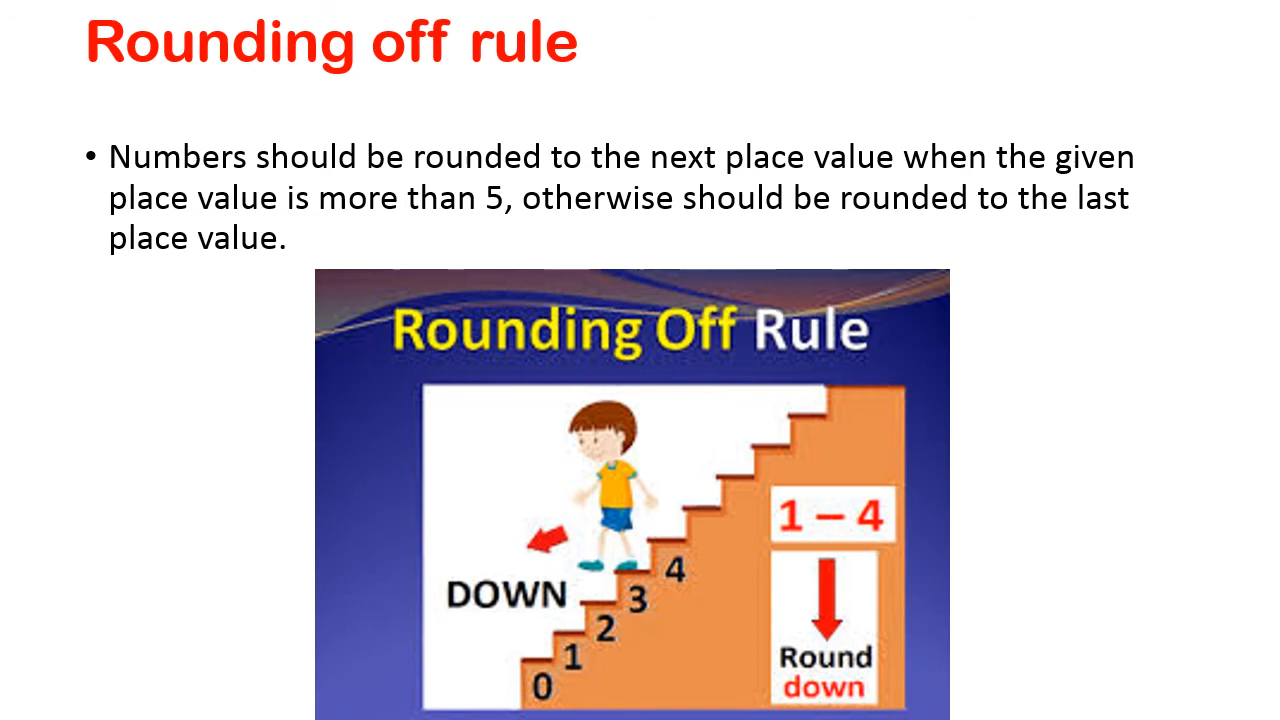 Rounding off rule
• Numbers should be rounded to the next place value when the given
place value is more than 5, otherwise should be rounded to the last
place value.
Rounding Off Rule
1 – 4
DOWN
4
3
2
1
0
Round
down